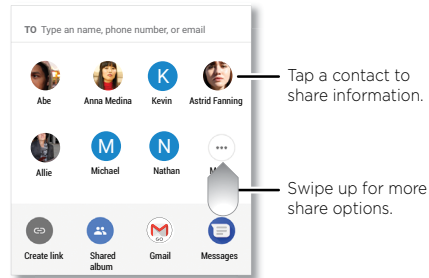 TO Type an name, phone number, or email
K
Abe Anna Medina Kevin Astrid Fanning
Tap a contact to
share information.
M N
Allie Michael Nathan
Swipe up for more
share options.
GO
Create link Shared
album Gmail Messages